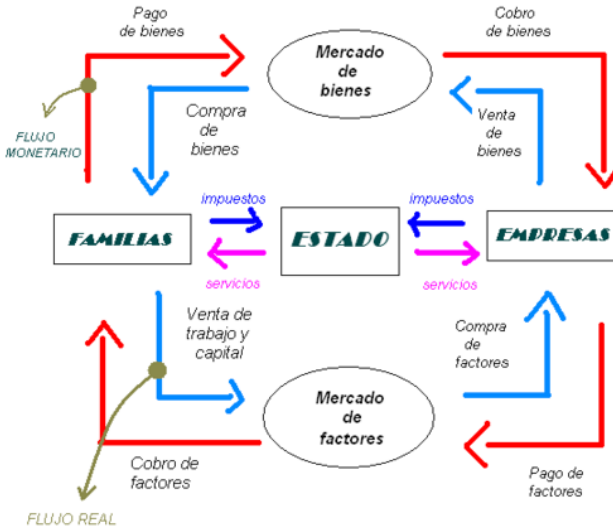 Pago
de bienes
Mercado
de
bienes
Cobro
de bienes
Compra
de
bienes
Venta
de
bienes
FLUJO
MONETARIO
impuestos
impuestos
FAMILIAS
ESTADO
EMPRESAS
servicios
servicios
Venta de
trabajo y
capital
Compra
de
factores
Mercado
de
factores
Cobro de
factores
Pago de
factores
FLUJO REAL